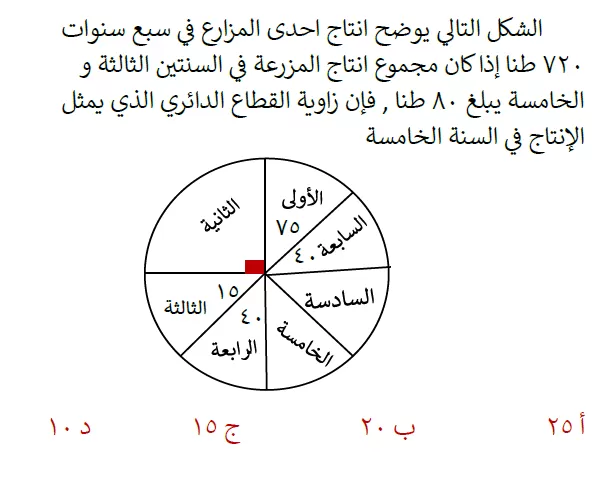 الشكل التالي يوضح انتاج احدى المزارع في سبع سنوات
٧٢٠ طنا إذا كان مجموع انتاج المزرعة في السنتين الثالثة و
الخامسة يبلغ ٨٠ طنا , فإن زاوية القطاع الدائري الذي يمثل
الإنتاج في السنة الخامسة
الأولى
٧٥
الثانية
السابعة
٤٠
السادسة
١٥
الثالثة
٤٠
الرابعة
الخامسة
أ ٢٥
ب ٢٠
ج ١٥
د ١٠